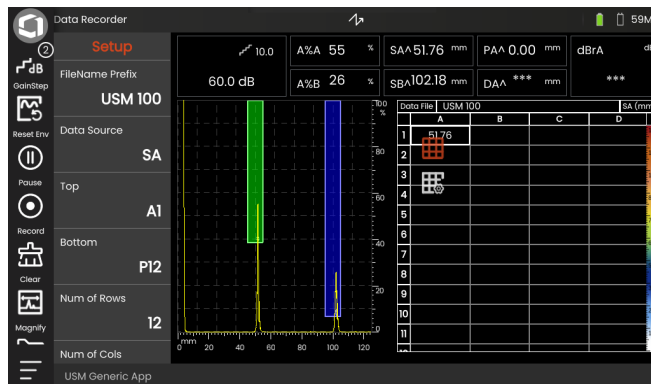 Data Recorder
59M
2
dB
GainStep
Reset Env
Pause
Record
Clear
Magnify
Setup
FileName Prefix
USM 100
Data Source
SA
Top
A1
Bottom
P12
Num of Rows
12
Num of Cols
USM Generic App
10.0
60.0 dB
A%A 55 %
A%B 26 %
SA^51.76 mm
SB^102.18 mm
PA^ 0.00 mm
DA^ *** mm
dBrA di
***
100
%
80
60
40
20
0
0 mm 20 40 60 80 100 120
Data File USM 100 SA (mm
A B C D
1 51.76
2
3
4
5
6
7
8
9
10
11